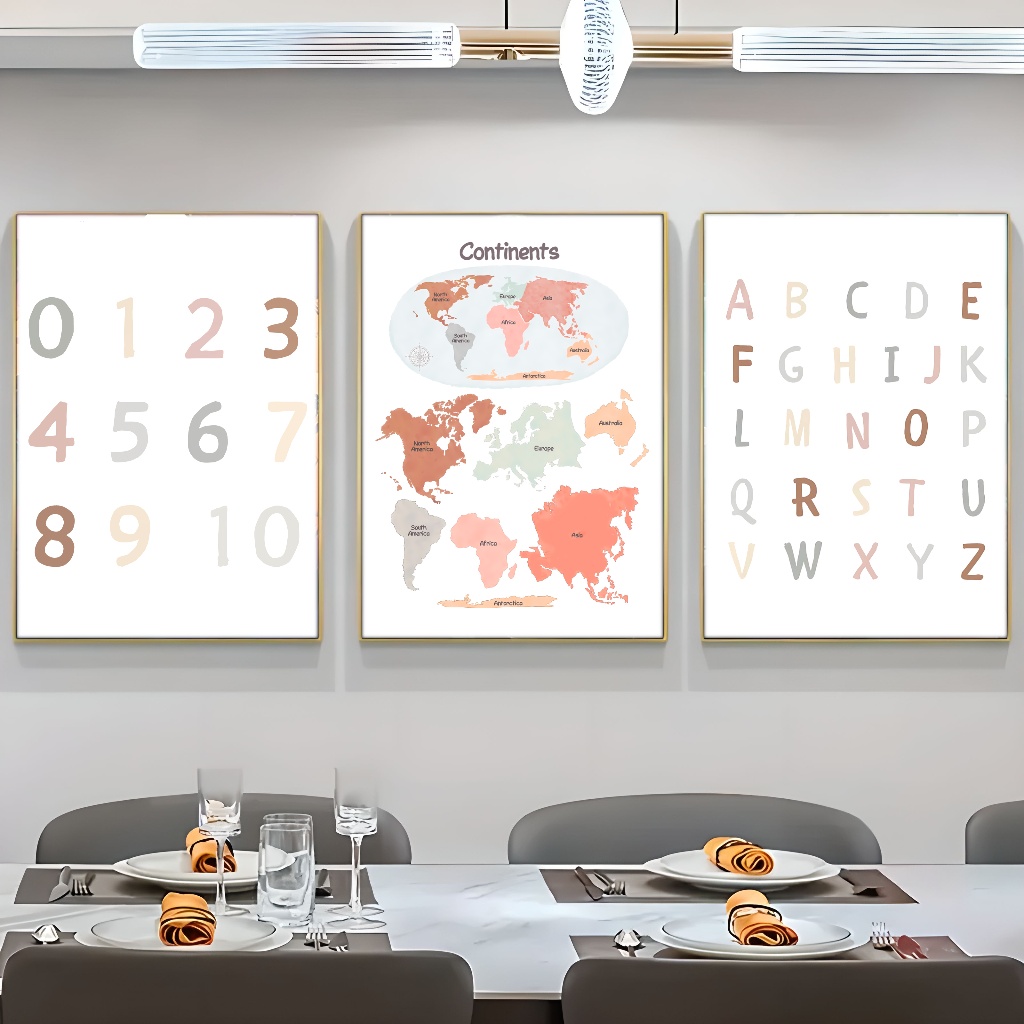 0 1 2 3
4 5 6 7
8 9 10
Continents
North America
Europe
Asia
Africa
South America
Australia
Antarctica
North America
Europe
Australia
South America
Africa
Asia
Antarctica
A B C D E
F G H I J K
L M N O P
Q R S T U
V W X Y Z